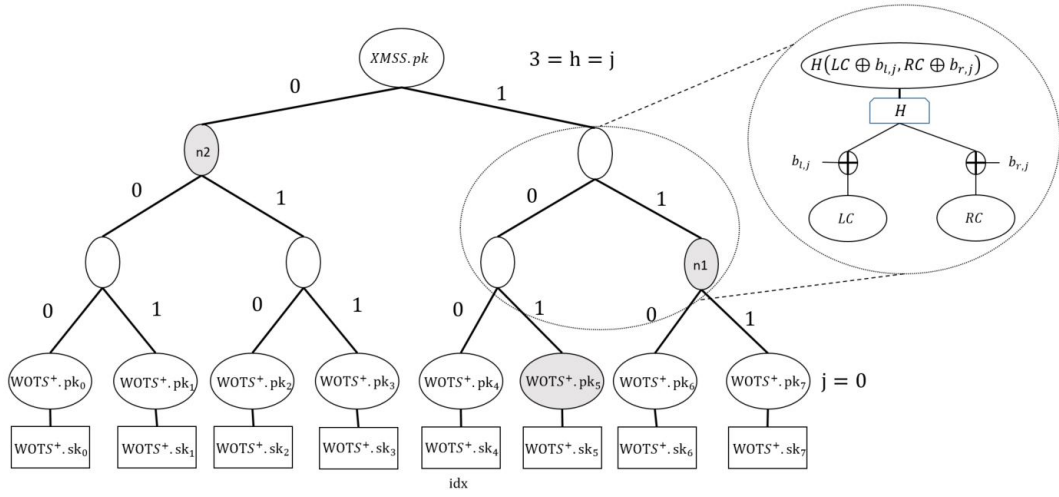 XMSS.pk
3 = h = j
H(LC ⊕ b_{l,j}, RC ⊕ b_{r,j})
0
1
H
n2
b_{l,j}
b_{r,j}
0
1
0
1
LC
RC
n1
0
1
0
1
0
1
0
1
WOTS⁺.pk₀
WOTS⁺.pk₁
WOTS⁺.pk₂
WOTS⁺.pk₃
WOTS⁺.pk₄
WOTS⁺.pk₅
WOTS⁺.pk₆
WOTS⁺.pk₇
j = 0
WOTS⁺.sk₀
WOTS⁺.sk₁
WOTS⁺.sk₂
WOTS⁺.sk₃
WOTS⁺.sk₄
WOTS⁺.sk₅
WOTS⁺.sk₆
WOTS⁺.sk₇
idx